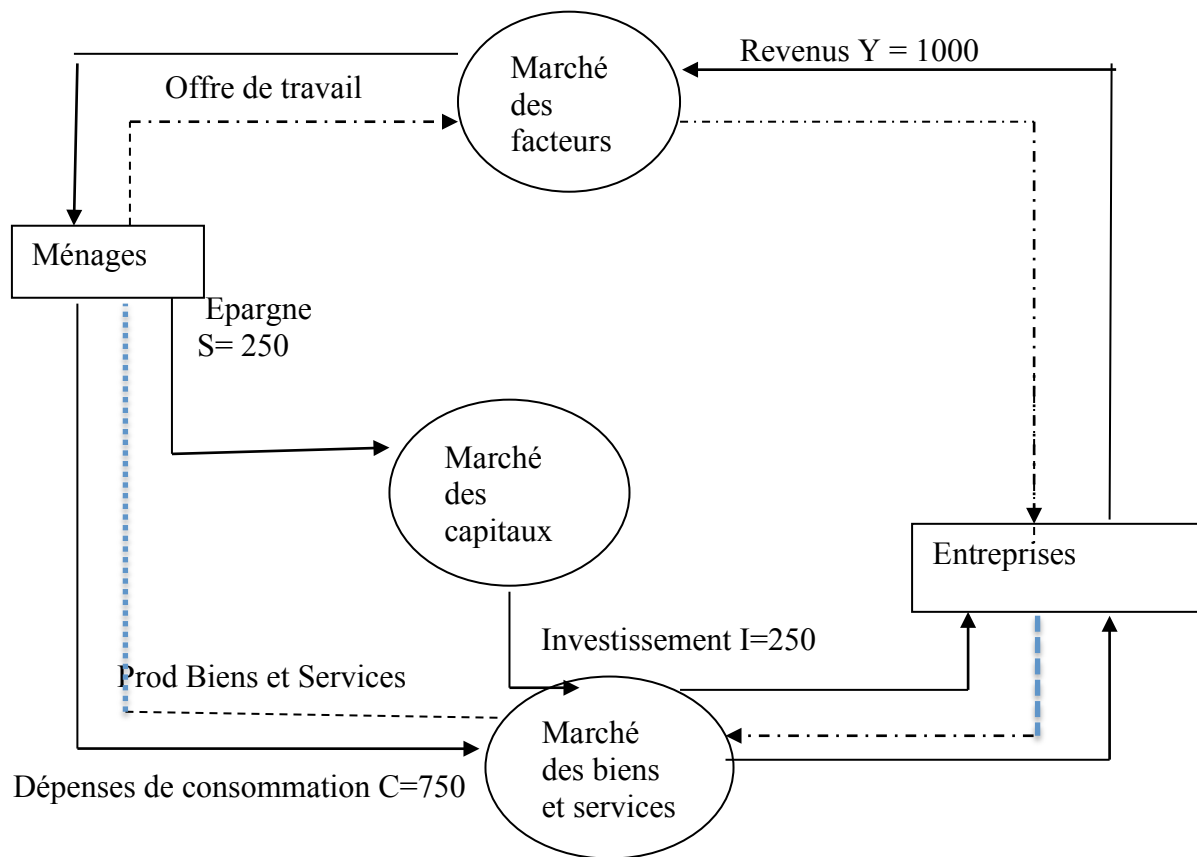 Marché
des
facteurs
Revenus Y = 1000
Offre de travail
Ménages
Epargne
S= 250
Marché
des
capitaux
Entreprises
Investissement I=250
Prod Biens et Services
Marché
des biens
et services
Dépenses de consommation C=750